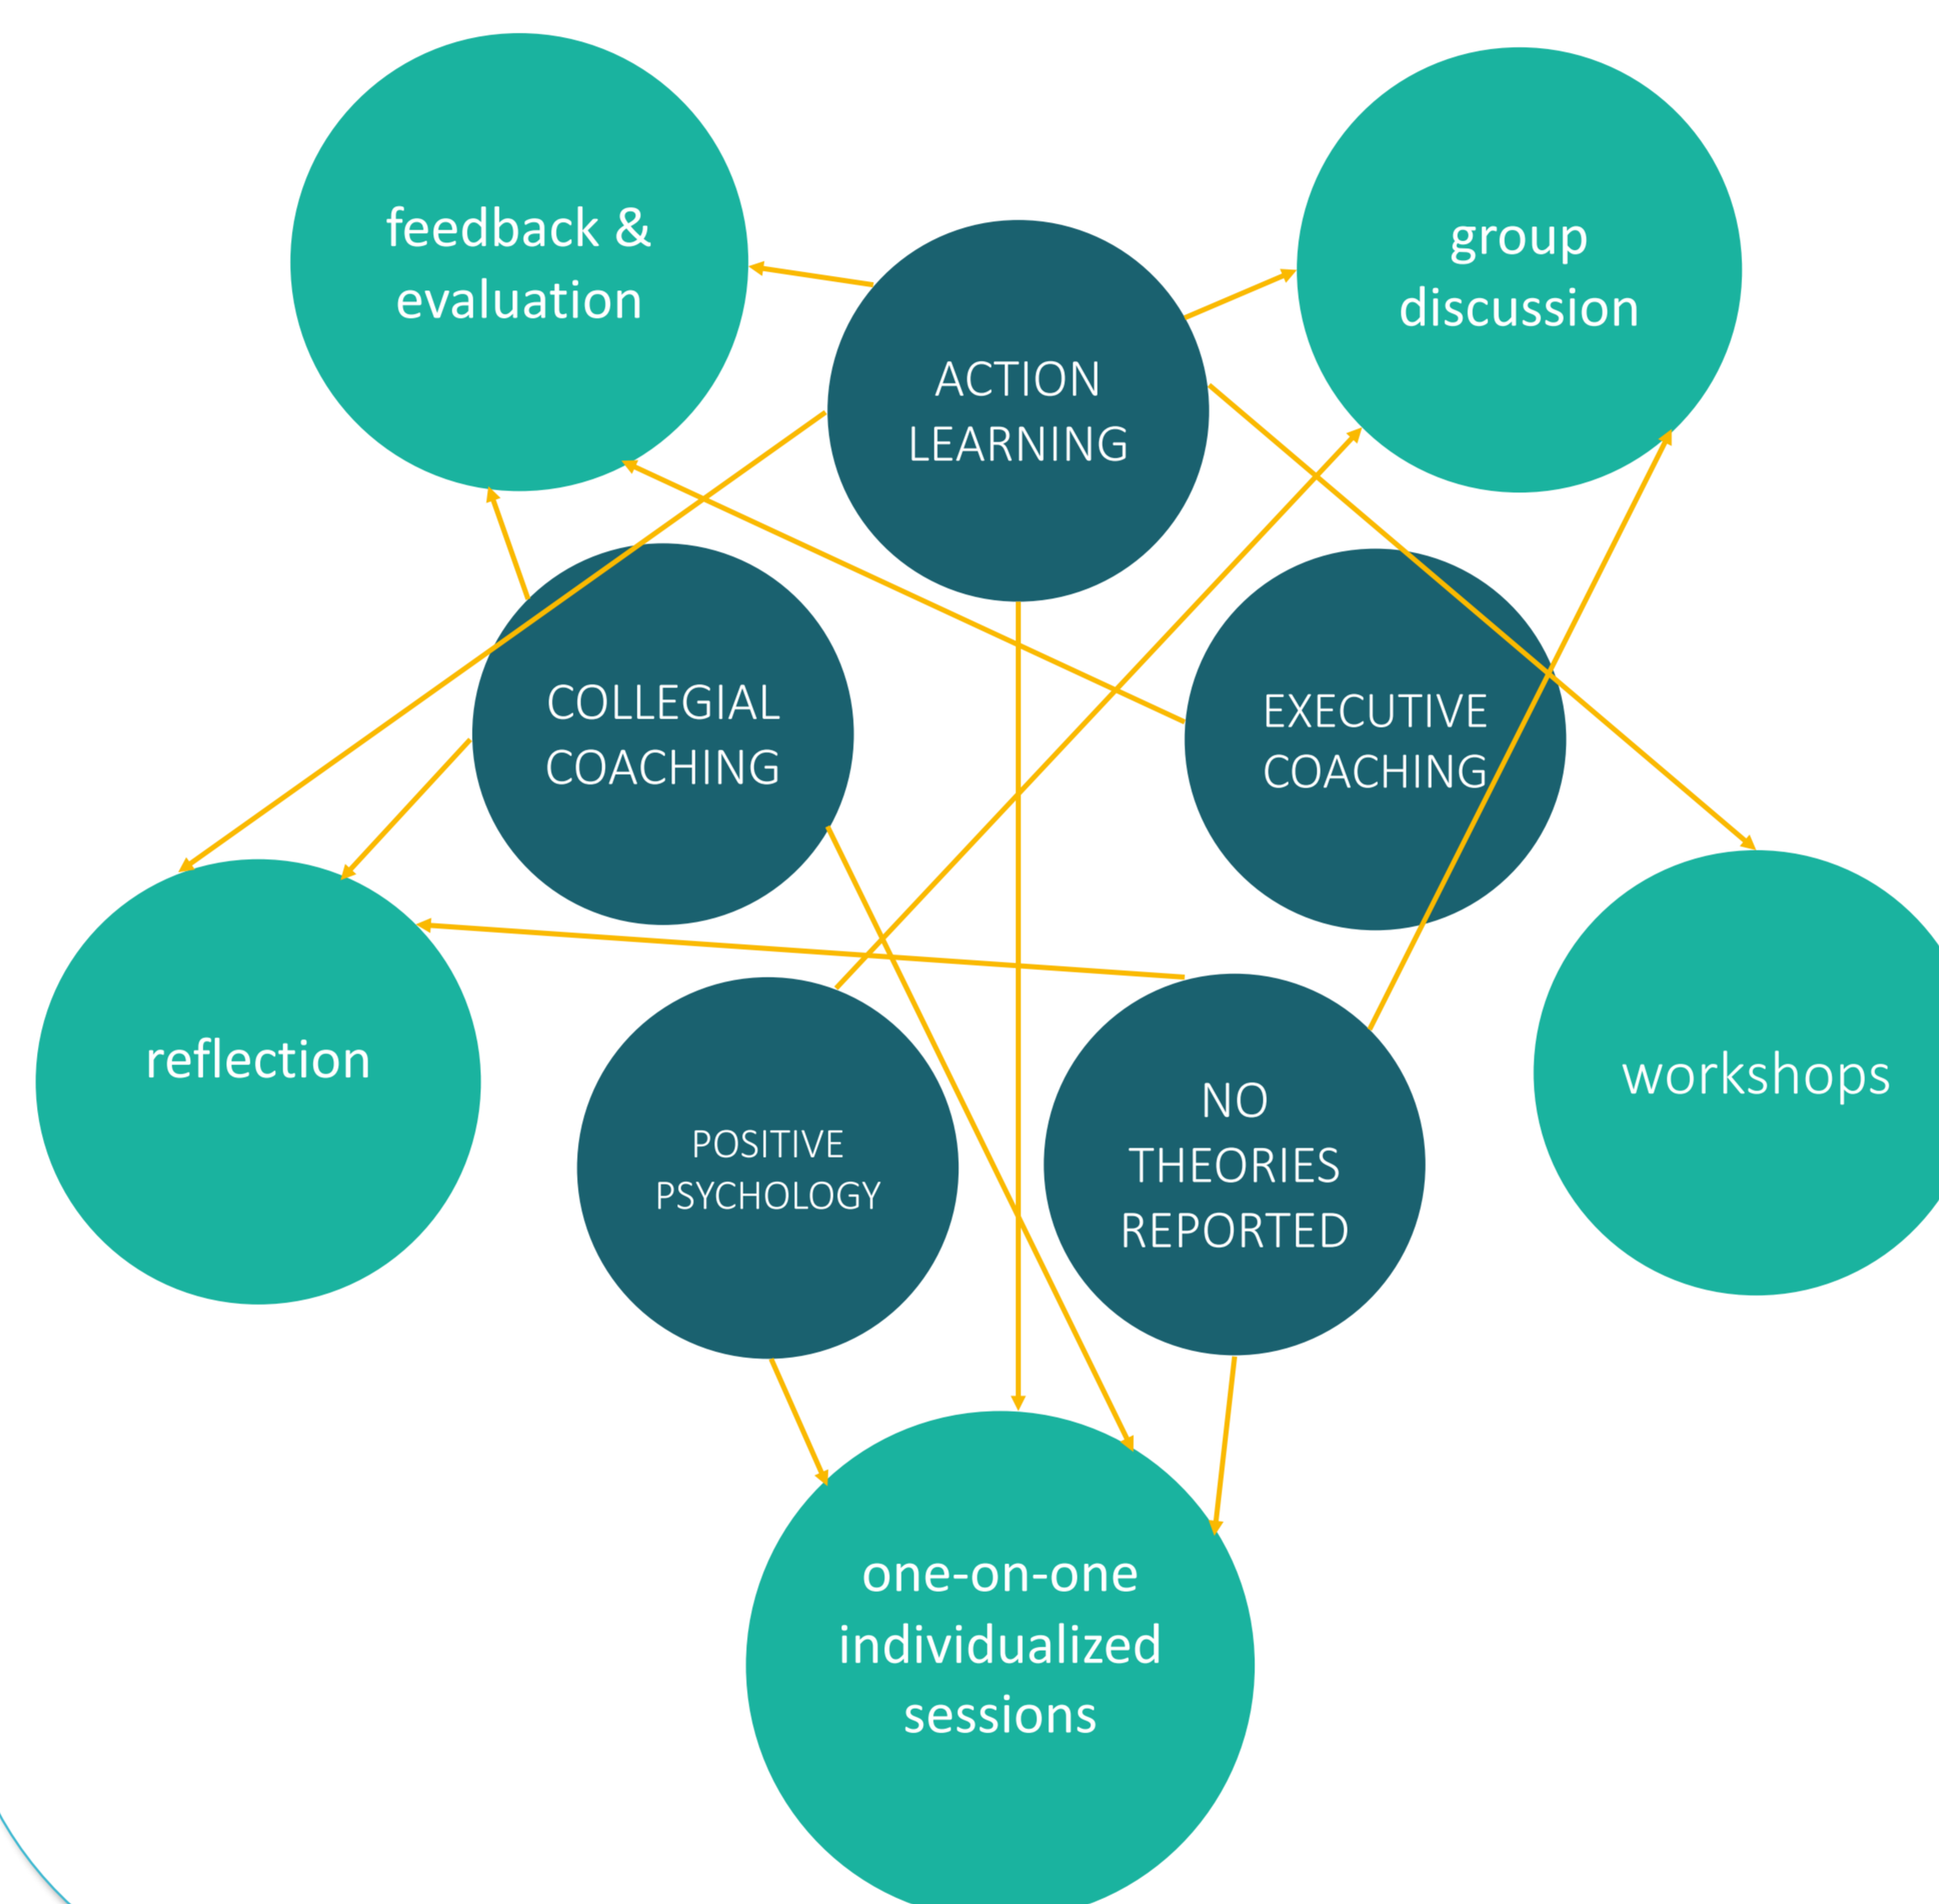 feedback &
evaluation
group
discussion
ACTION
LEARNING
COLLEGIAL
COACHING
EXECUTIVE
COACHING
reflection
workshops
POSITIVE
PSYCHOLOGY
NO
THEORIES
REPORTED
one-on-one
individualized
sessions